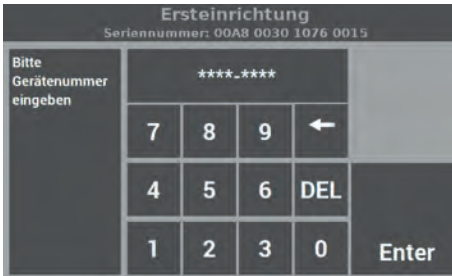 Ersteinrichtung
Seriennummer: 00A8 0030 1076 0015
Bitte
Gerätenummer
eingeben
****-****
7 8 9 ←
4 5 6 DEL
1 2 3 0 Enter